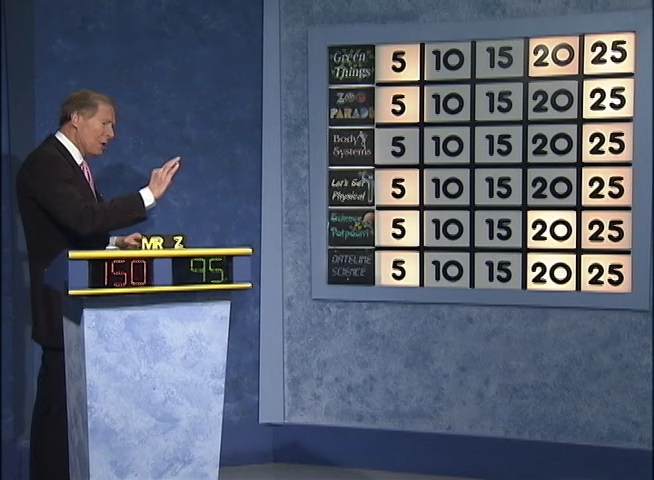 Green Things 5 10 15 20 25
ZOO PARADE 5 10 15 20 25
Body Systems 5 10 15 20 25
Let's Get Physical 5 10 15 20 25
Science Potpourri 5 10 15 20 25
DATELINE SCIENCE 5 10 15 20 25
MR Z
150 95